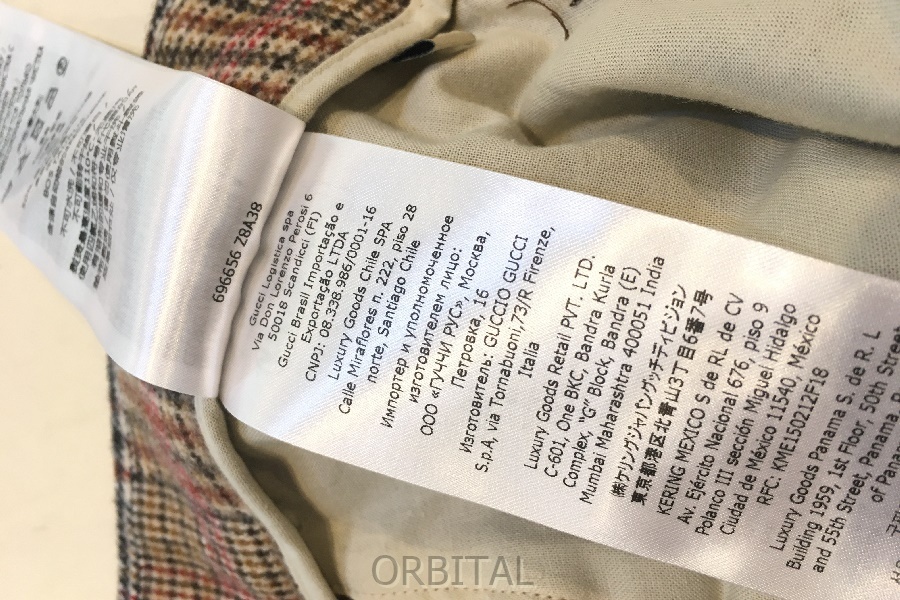 696656 Z8A38
Gucci Logistica spa
Via Don Lorenzo Perosi 6
50018 Scandicci (FI)
Gucci Brasil Importação e
Exportação LTDA
CNPJ: 08.338.986/0001-16
Luxury Goods Chile SPA
Calle Miraflores n. 222, piso 28
norte, Santiago Chile
Импортер и уполномоченное
изготовителем лицо:
ООО «ГУЧЧИ РУС», Москва,
Петровка, 16
Изготовитель: GUCCIO GUCCI
S.p.A, via Tornabuoni,73/R Firenze,
Italia
Luxury Goods Retail PVT. LTD.
C-601, One BKC, Bandra Kurla
Complex, "G" Block, Bandra (E)
Mumbai Maharashtra 400051 India
㈱ケリングジャパングッチディビジョン
東京都港区北青山3丁目6番7号
KERING MEXICO S de RL de CV
Av. Ejército Nacional 676, piso 9
Polanco III sección Miguel Hidalgo
Ciudad de México 11540, Mexico
RFC: KME150212F18
Luxury Goods Panama S. de R. L
Building 1959, 1st Floor, 50th Street
and 55th Street, Panama,
of Panam
ORBITAL